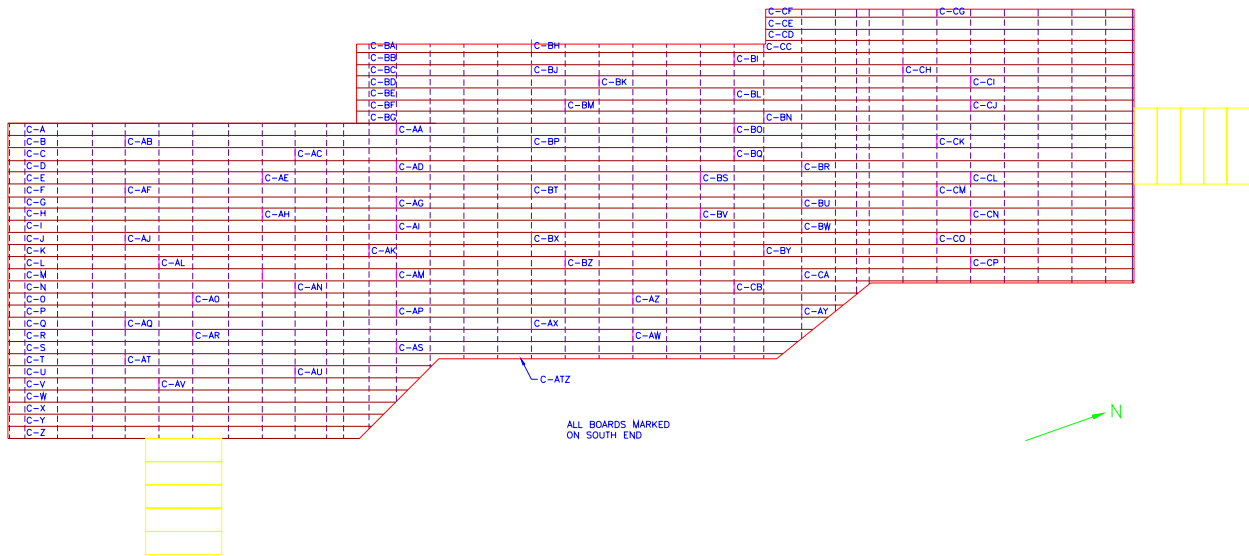 C-CF C-CG
C-CE
C-CD
C-BA C-BH C-CC
C-BB C-BI
C-BC C-BJ C-CH
C-BD C-BK C-CI
C-BE C-BL
C-BF C-BM C-CJ
C-BG C-BN
C-A C-AA C-BO
C-B C-AB C-BP C-CK
C-C C-AC C-BQ
C-D C-AD C-BR
C-E C-AE C-BS C-CL
C-F C-AF C-BT C-CM
C-G C-AG C-BU
C-H C-AH C-BV C-CN
C-I C-AI C-BW
C-J C-AJ C-BX C-CO
C-K C-AK C-BY
C-L C-AL C-BZ C-CP
C-M C-AM C-CA
C-N C-AN C-CB
C-O C-AO C-AZ
C-P C-AP C-AY
C-Q C-AQ C-AX
C-R C-AR C-AW
C-S C-AS
C-T C-AT
C-U C-AU
C-ATZ
C-V C-AV
C-W
C-X
C-Y
C-Z
ALL BOARDS MARKED
ON SOUTH END
N